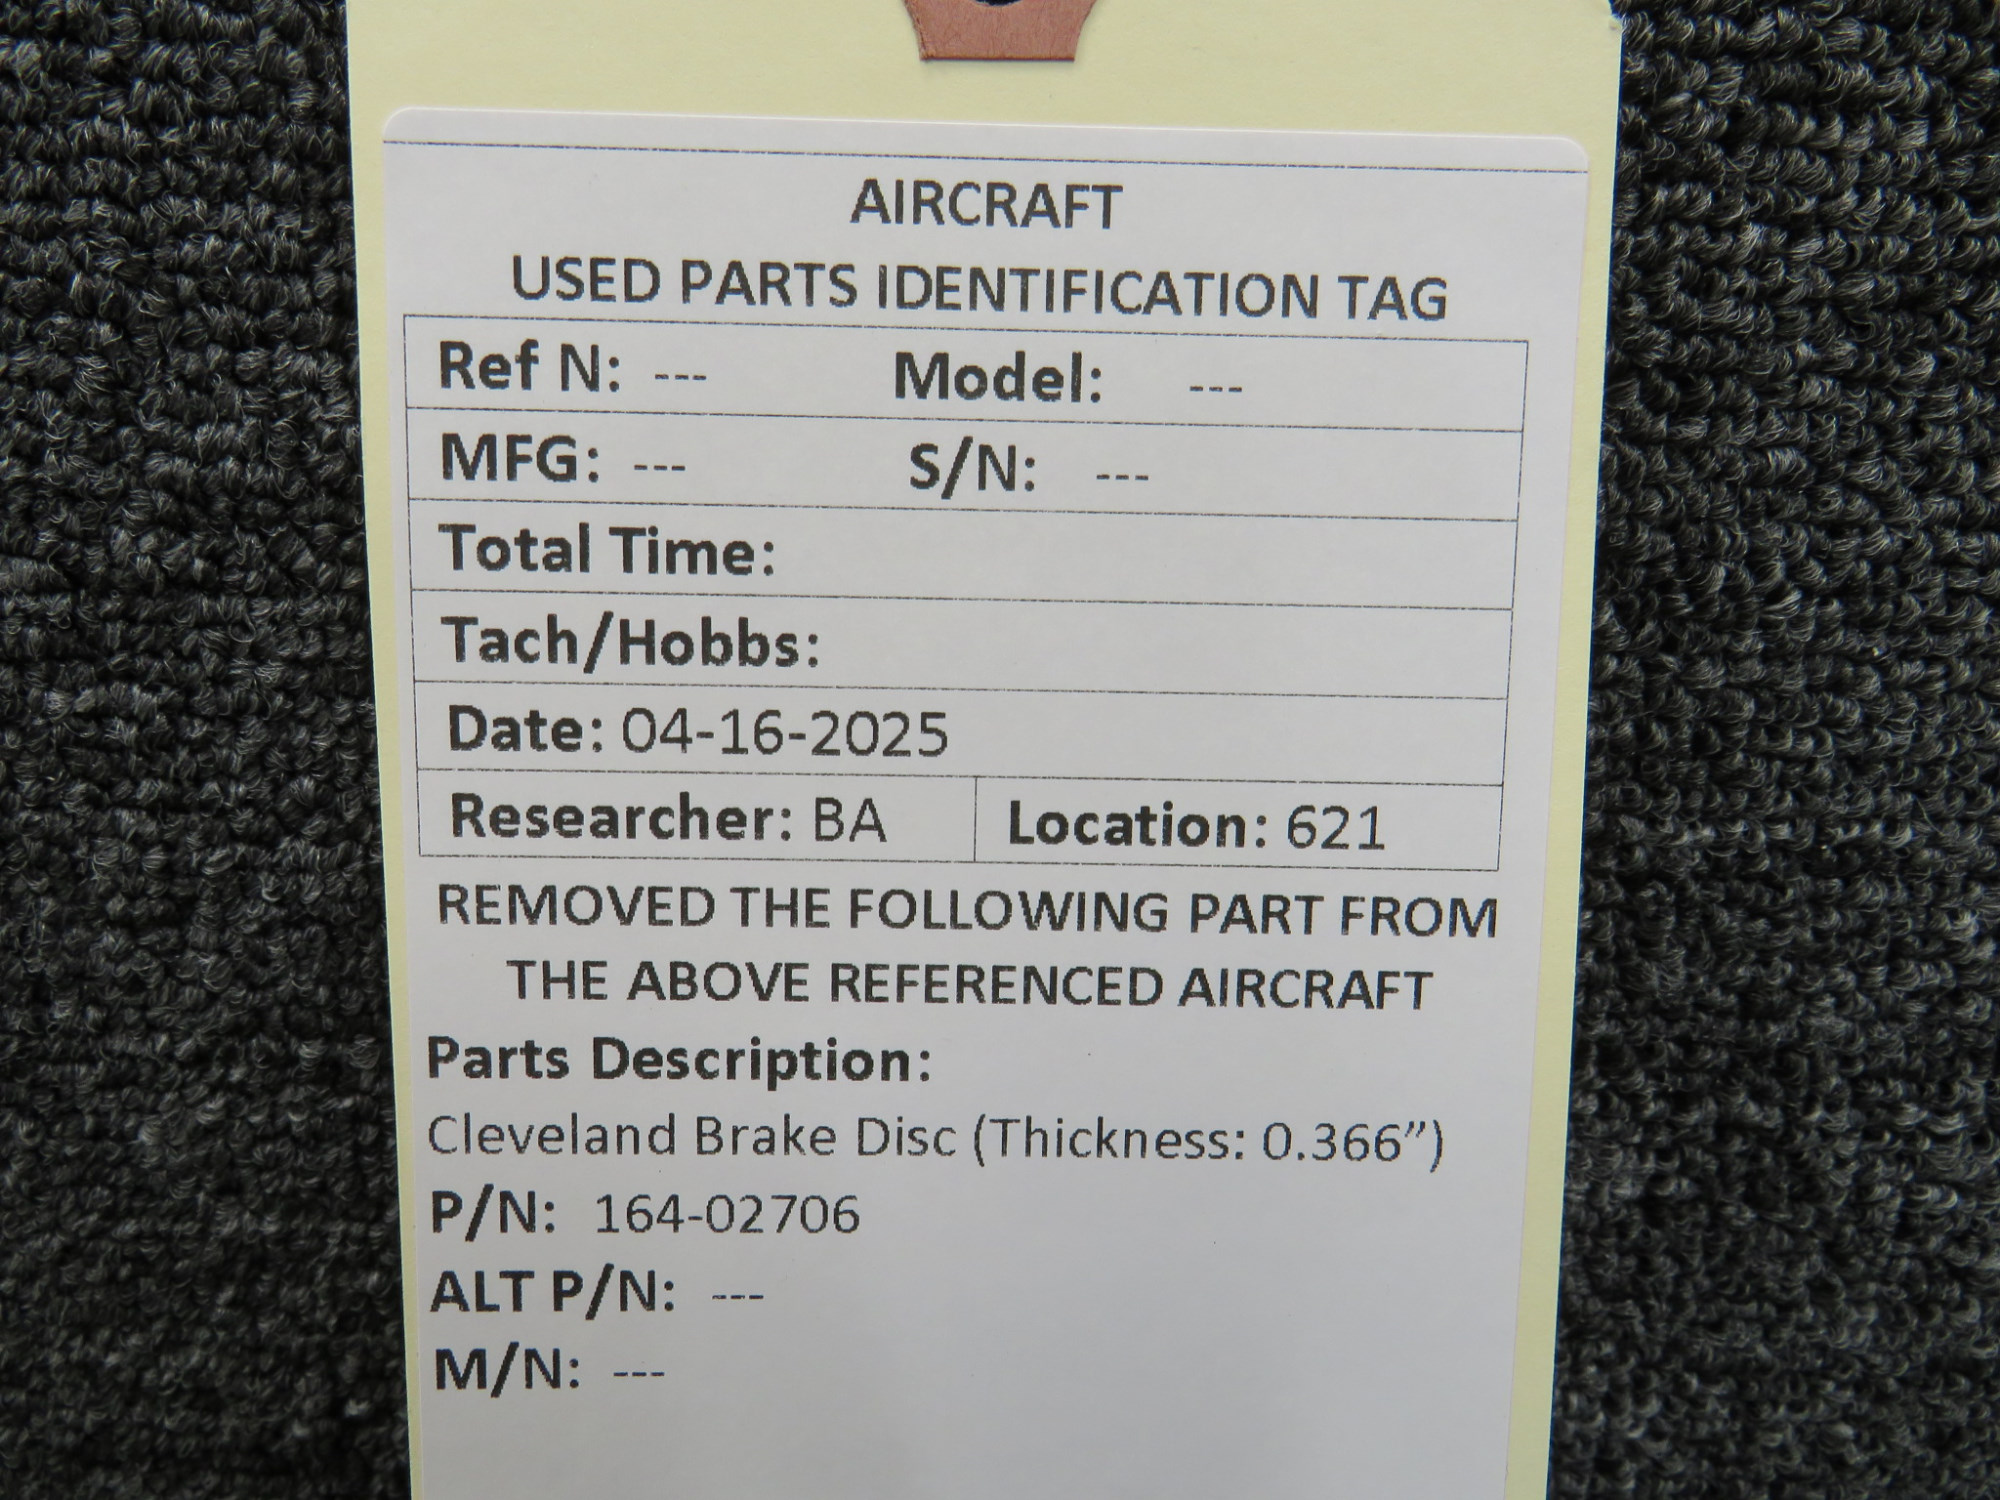 AIRCRAFT
USED PARTS IDENTIFICATION TAG
Ref N: --- Model: ---
MFG: --- S/N: ---
Total Time:
Tach/Hobbs:
Date: 04-16-2025
Researcher: BA Location: 621
REMOVED THE FOLLOWING PART FROM
THE ABOVE REFERENCED AIRCRAFT
Parts Description:
Cleveland Brake Disc (Thickness: 0.366”)
P/N: 164-02706
ALT P/N: ---
M/N: ---